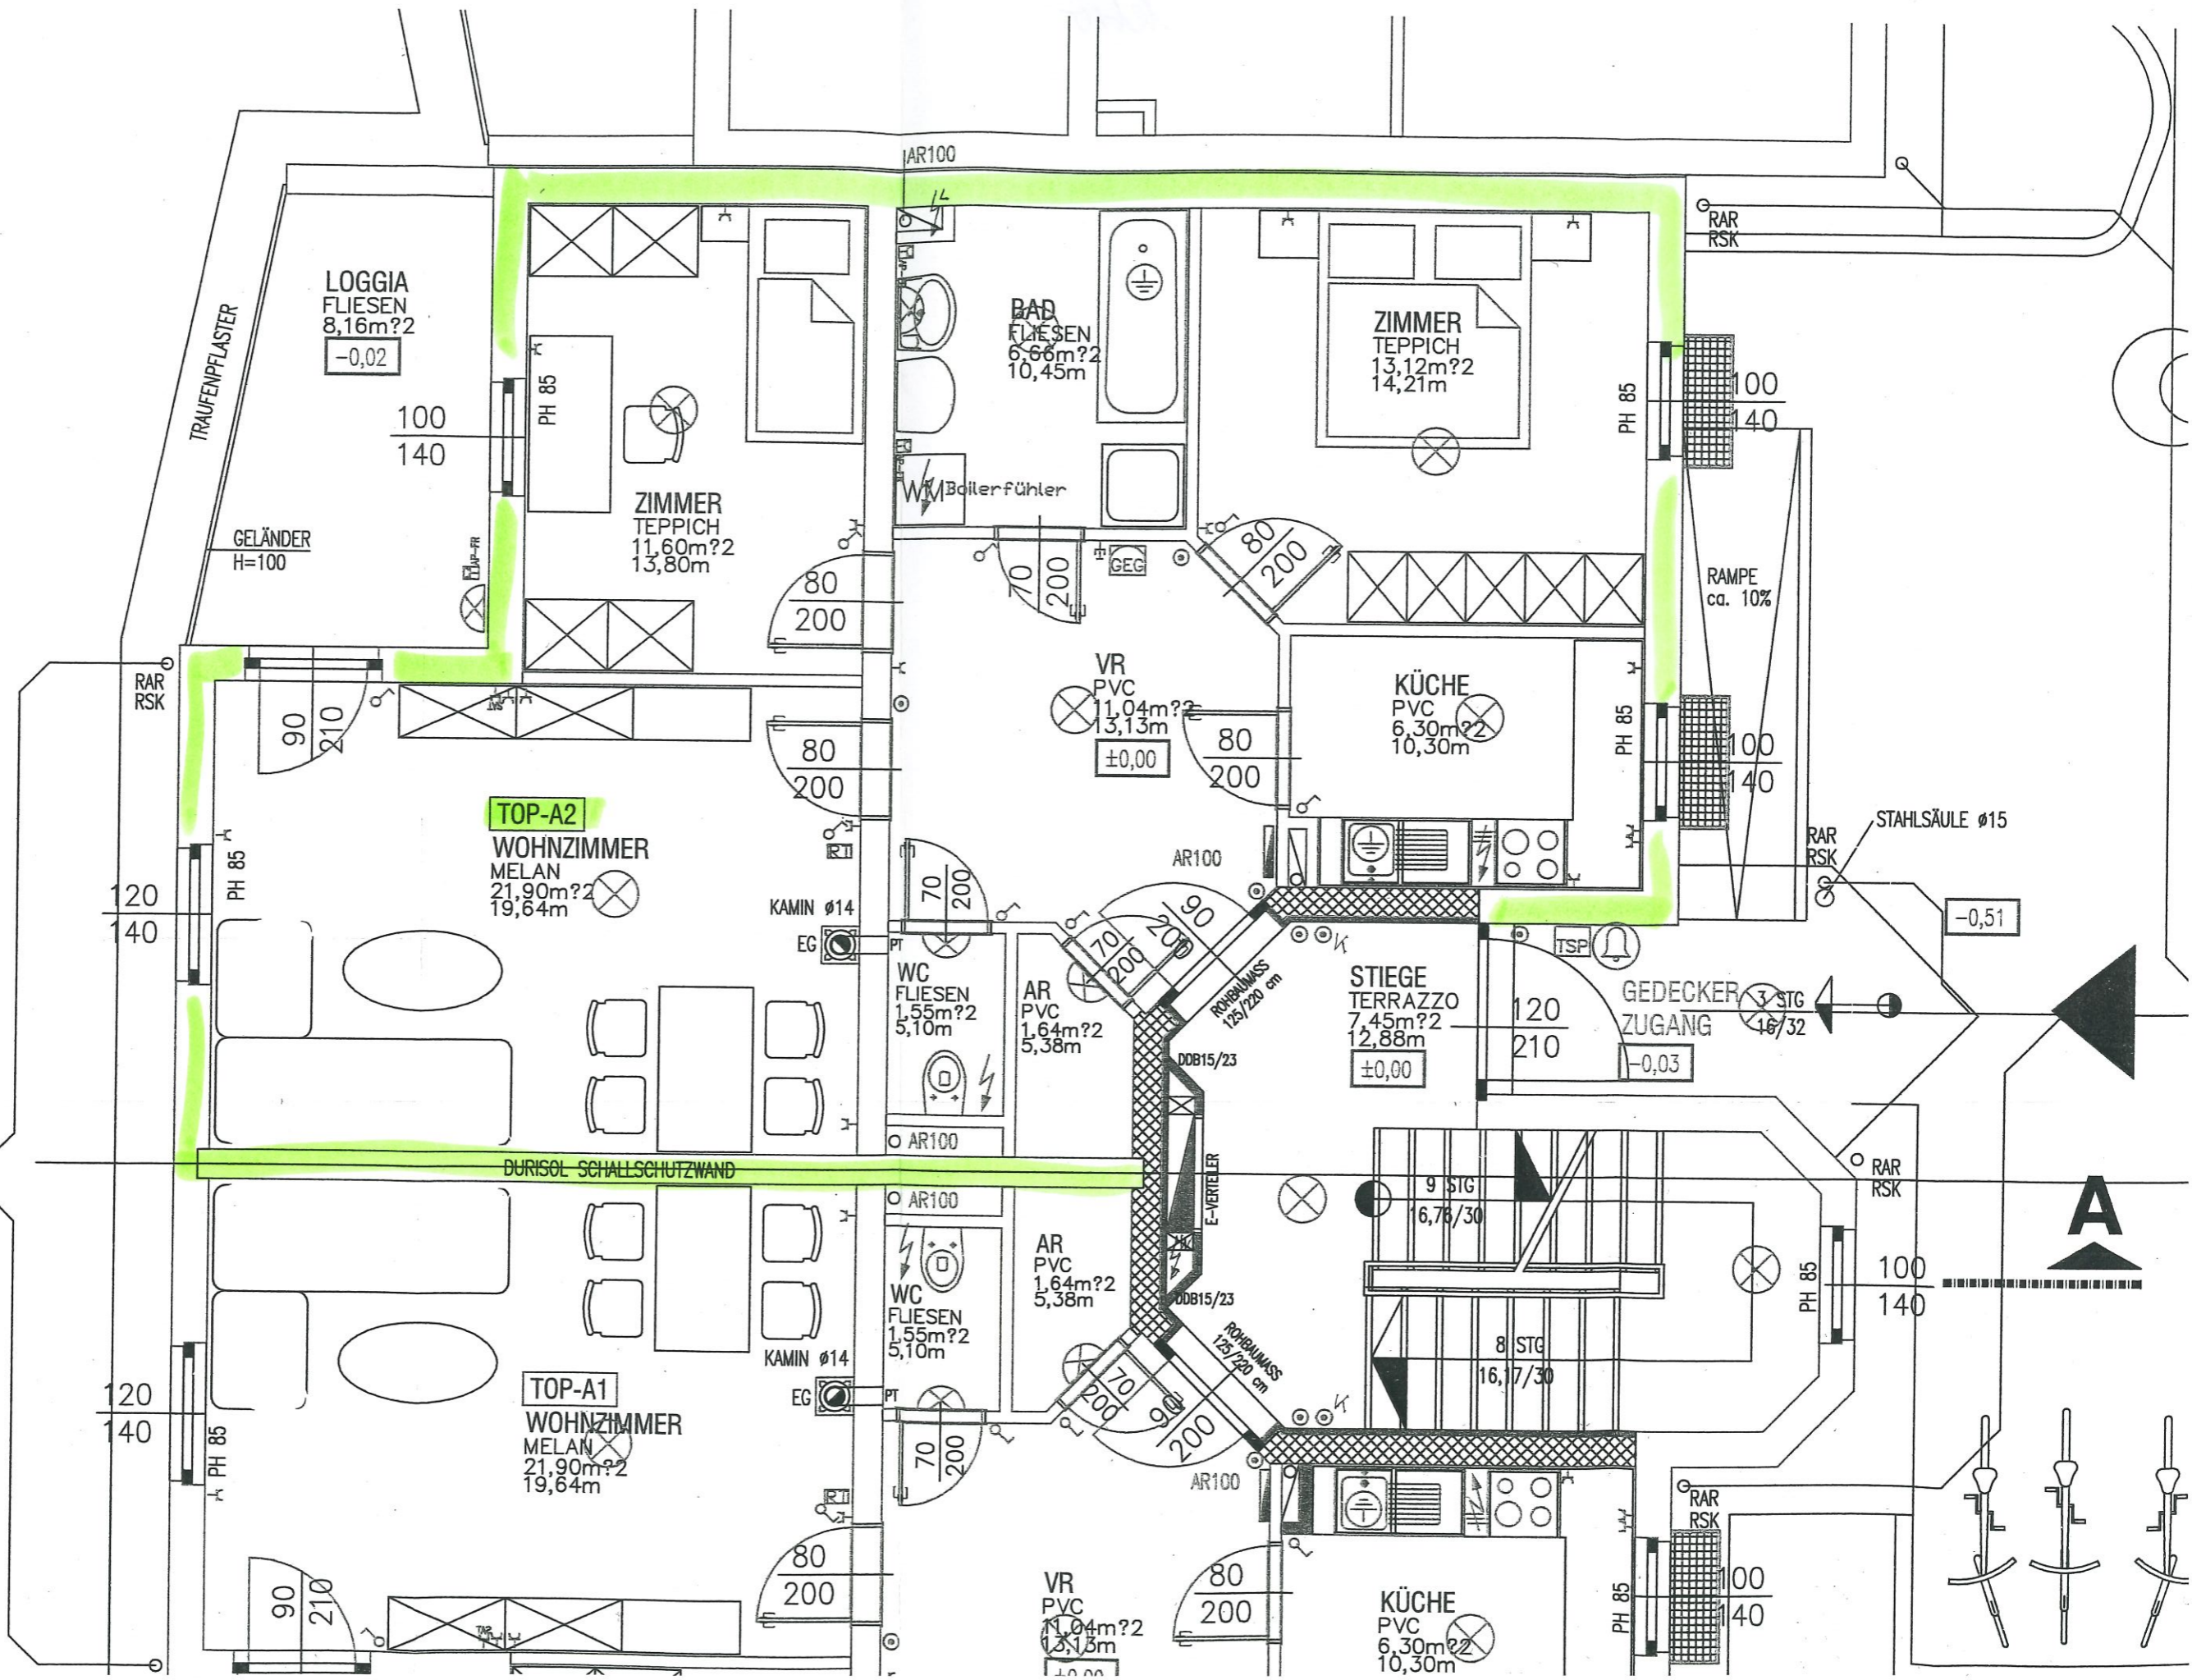 AR100
RAR
RSK
LOGGIA
FLIESEN
8,16m?2
-0,02
TRAUFENPFLASTER
GELÄNDER
H=100
100
140
PH 85
ZIMMER
TEPPICH
11,60m?2
13,80m
80
200
BAD
FLIESEN
6,66m?2
10,45m
WM
Boilerfühler
70
200
GEG
ZIMMER
TEPPICH
13,12m?2
14,21m
PH 85
100
140
80
200
RAMPE
ca. 10%
RAR
RSK
90
210
80
200
VR
PVC
11,04m?2
13,13m
±0,00
80
200
KÜCHE
PVC
6,30m?2
10,30m
PH 85
100
140
TOP-A2
WOHNZIMMER
MELAN
21,90m?2
19,64m
PH 85
120
140
RT
KAMIN ø14
EG
PT
70
200
AR100
RAR
RSK
STAHLSÄULE ø15
-0,51
WC
FLIESEN
1,55m?2
5,10m
AR
PVC
1,64m?2
5,38m
70
200
90
200
ROHBAUMASS
125/220 cm
K
STIEGE
TERRAZZO
7,45m?2
12,88m
±0,00
120
210
TSP
GEDECKER
ZUGANG
-0,03
3 STG
16/32
DDB15/23
AR100
DURISOL SCHALLSCHUTZWAND
AR100
E-VERTEILER
9 STG
16,76/30
RAR
RSK
A
AR
PVC
1,64m?2
5,38m
WC
FLIESEN
1,55m?2
5,10m
DDB15/23
ROHBAUMASS
125/220 cm
8 STG
16,17/30
PH 85
100
140
KAMIN ø14
EG
PT
TOP-A1
WOHNZIMMER
MELAN
21,90m?2
19,64m
120
140
PH 85
70
200
70
200
90
200
K
AR100
RT
RAR
RSK
90
210
80
200
VR
PVC
11,04m?2
13,13m
±0,00
80
200
KÜCHE
PVC
6,30m?2
10,30m
PH 85
100
140